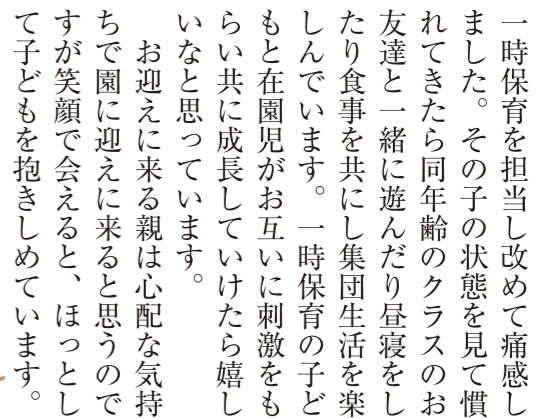 一時保育を担当し改めて痛感し
ました。その子の状態を見て慣
れてきたら同年齢のクラスのお
友達と一緒に遊んだり昼寝をし
たり食事を共にし集団生活を楽
しんでいます。一時保育の子ど
もと在園児がお互いに刺激をも
らい共に成長していけたら嬉し
いなと思っています。
お迎えに来る親は心配な気持
ちで園に迎えに来ると思うので
すが笑顔で会えると、ほっとし
て子どもを抱きしめています。